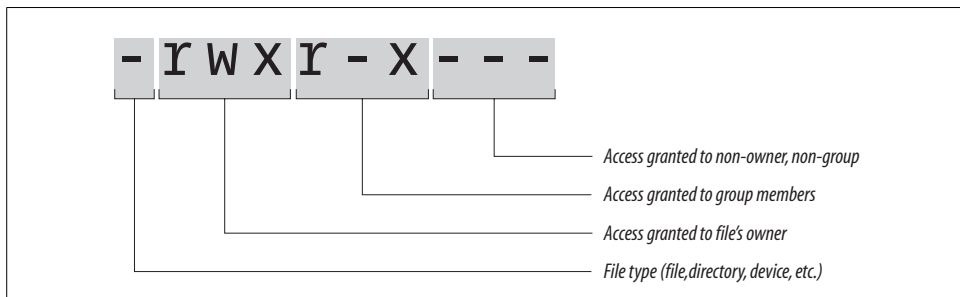 -rwxr-x---
Access granted to non-owner, non-group
Access granted to group members
Access granted to file's owner
File type (file,directory, device, etc.)